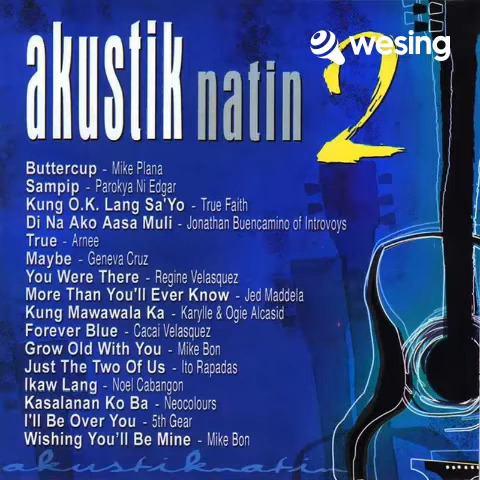 wesing
akustik natin 2
Buttercup - Mike Plana
Sampip - Parokya Ni Edgar
Kung O.K. Lang Sa'Yo - True Faith
Di Na Ako Aasa Muli - Jonathan Buencamino of Introvoys
True - Arnee
Maybe - Geneva Cruz
You Were There - Regine Velasquez
More Than You'll Ever Know - Jed Maddela
Kung Mawawala Ka - Karylle & Ogie Alcasid
Forever Blue - Cacai Velasquez
Grow Old With You - Mike Bon
Just The Two Of Us - Ito Rapadas
Ikaw Lang - Noel Cabangon
Kasalanan Ko Ba - Neocolours
I'll Be Over You - 5th Gear
Wishing You'll Be Mine - Mike Bon
akustiknatin